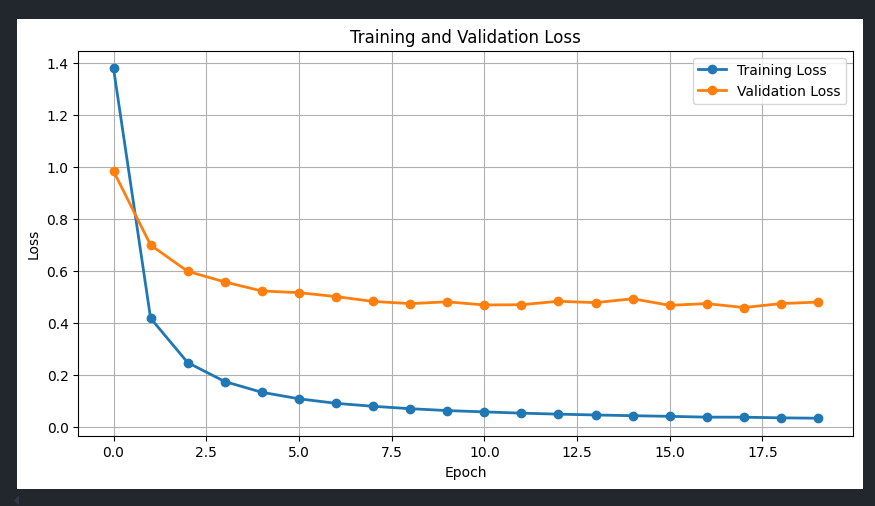 Training and Validation Loss
Training Loss
Validation Loss
1.4
1.2
1.0
0.8
0.6
0.4
0.2
0.0
Loss
0.0 2.5 5.0 7.5 10.0 12.5 15.0 17.5
Epoch